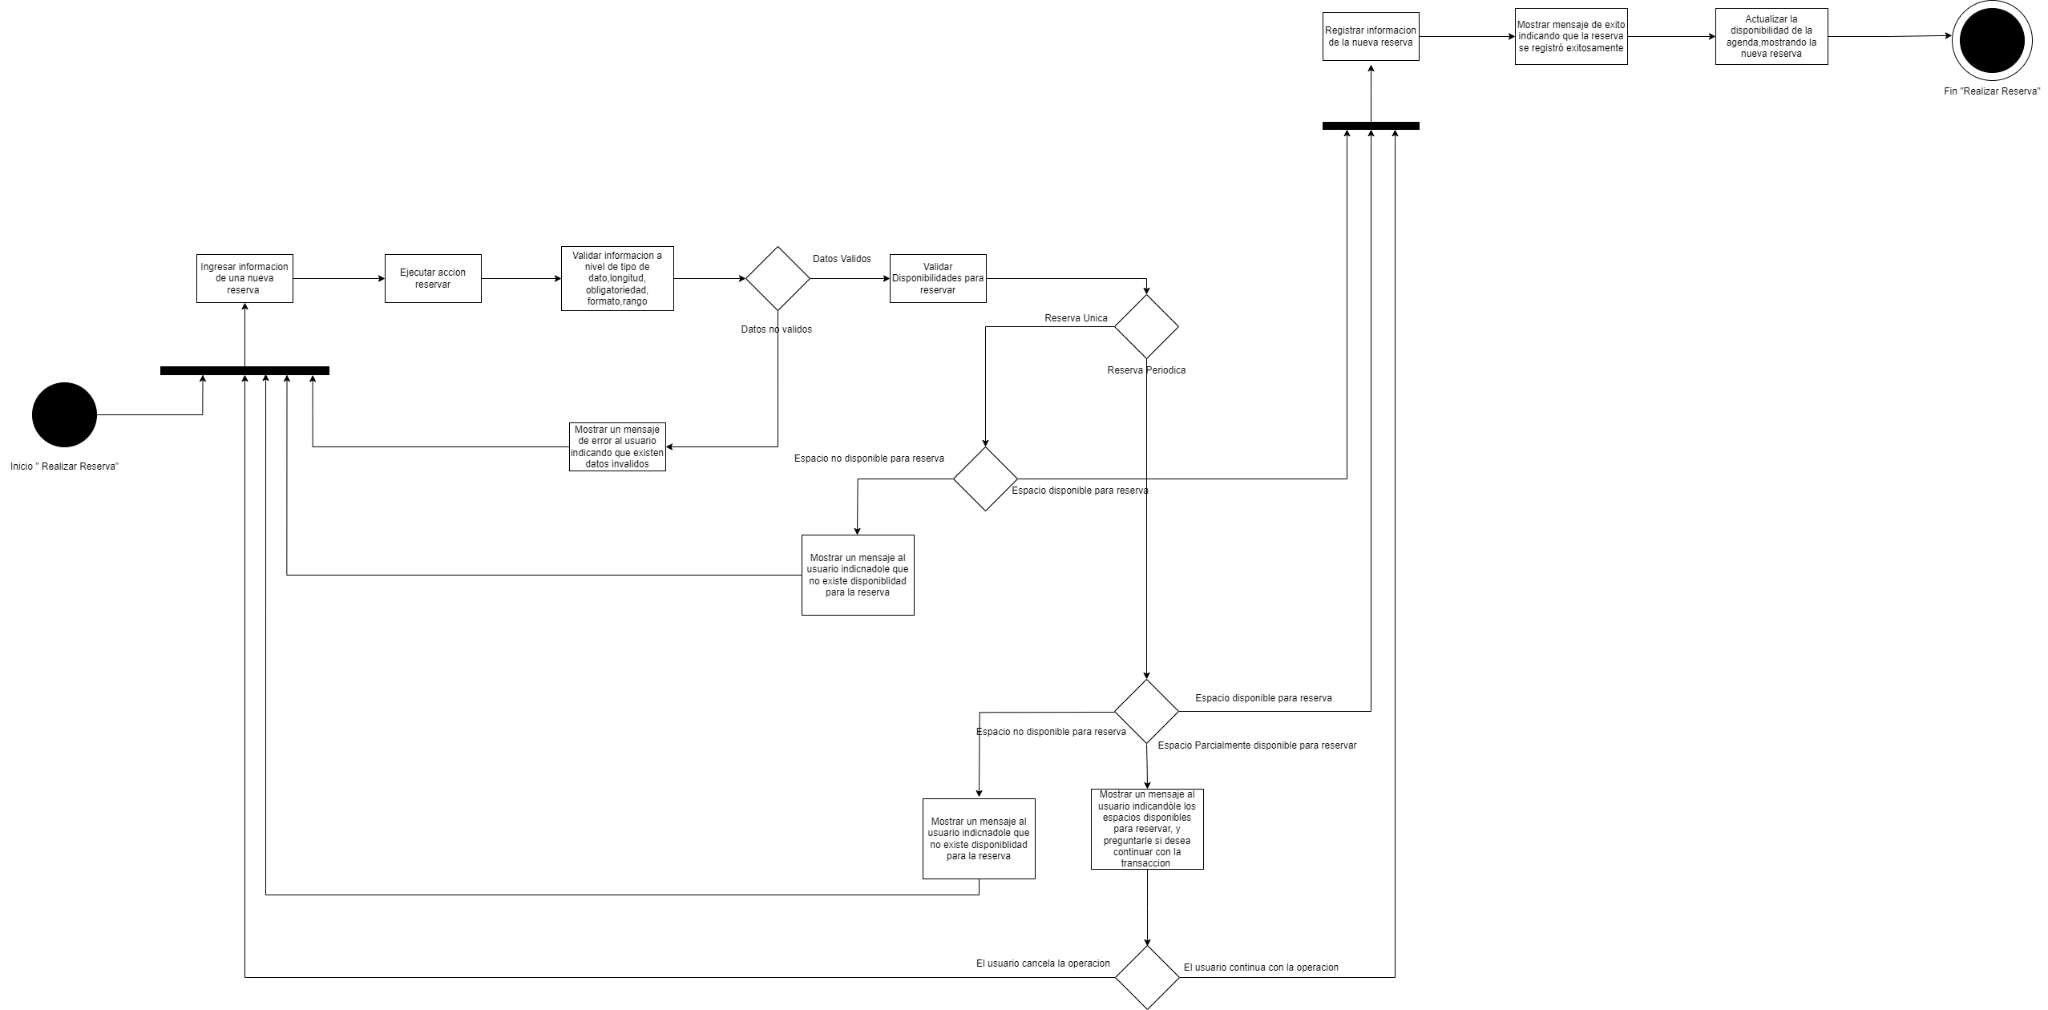 Registrar informacion
de la nueva reserva
Mostrar mensaje de exito
indicando que la reserva
se registrò exitosamente
Actualizar la
disponibilidad de la
agenda,mostrando la
nueva reserva
Fin "Realizar Reserva"
Ingresar informacion
de una nueva
reserva
Ejecutar accion
reservar
Validar informacion a
nivel de tipo de
dato,longitud,
obligatoriedad,
formato,rango
Datos Validos
Datos no validos
Validar
Disponibilidades para
reservar
Reserva Unica
Reserva Periodica
Inicio " Realizar Reserva"
Mostrar un mensaje
de error al usuario
indicando que existen
datos invalidos
Espacio no disponible para reserva
Espacio disponible para reserva
Mostrar un mensaje al
usuario indicnadole que
no existe disponiblidad
para la reserva
Espacio disponible para reserva
Espacio no disponible para reserva
Espacio Parcialmente disponible para reservar
Mostrar un mensaje al
usuario indicnadole que
no existe disponiblidad
para la reserva
Mostrar un mensaje al
usuario indicandòle los
espacios disponibles
para reservar, y
preguntarle si desea
continuar con la
transaccion
El usuario cancela la operacion
El usuario continua con la operacion